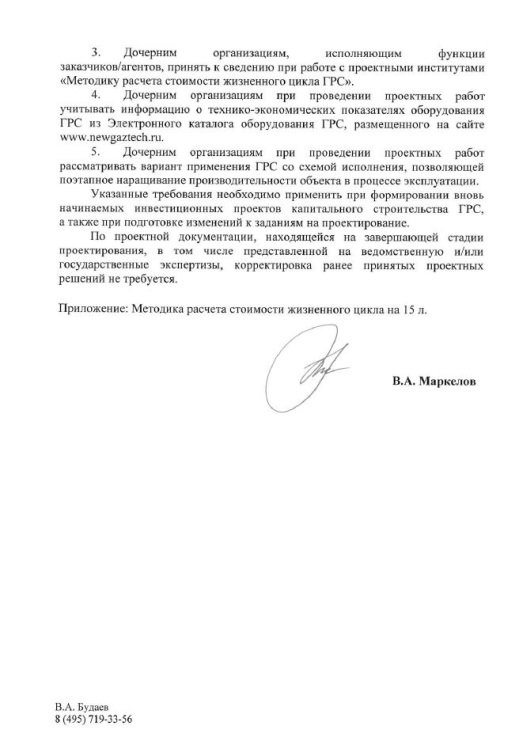 3. Дочерним организациям, исполняющим функции
заказчиков/агентов, принять к сведению при работе с проектными институтами
«Методику расчета стоимости жизненного цикла ГРС».
4. Дочерним организациям при проведении проектных работ
учитывать информацию о технико-экономических показателях оборудования
ГРС из Электронного каталога оборудования ГРС, размещенного на сайте
www.newgaztech.ru.
5. Дочерним организациям при проведении проектных работ
рассматривать вариант применения ГРС со схемой исполнения, позволяющей
поэтапное наращивание производительности объекта в процессе эксплуатации.
Указанные требования необходимо применить при формировании вновь
начинаемых инвестиционных проектов капитального строительства ГРС,
а также при подготовке изменений к заданиям на проектирование.
По проектной документации, находящейся на завершающей стадии
проектирования, в том числе представленной на ведомственную и/или
государственные экспертизы, корректировка ранее принятых проектных
решений не требуется.
Приложение: Методика расчета стоимости жизненного цикла на 15 л.
В.А. Маркелов
В.А. Будаев
8 (495) 719-33-56